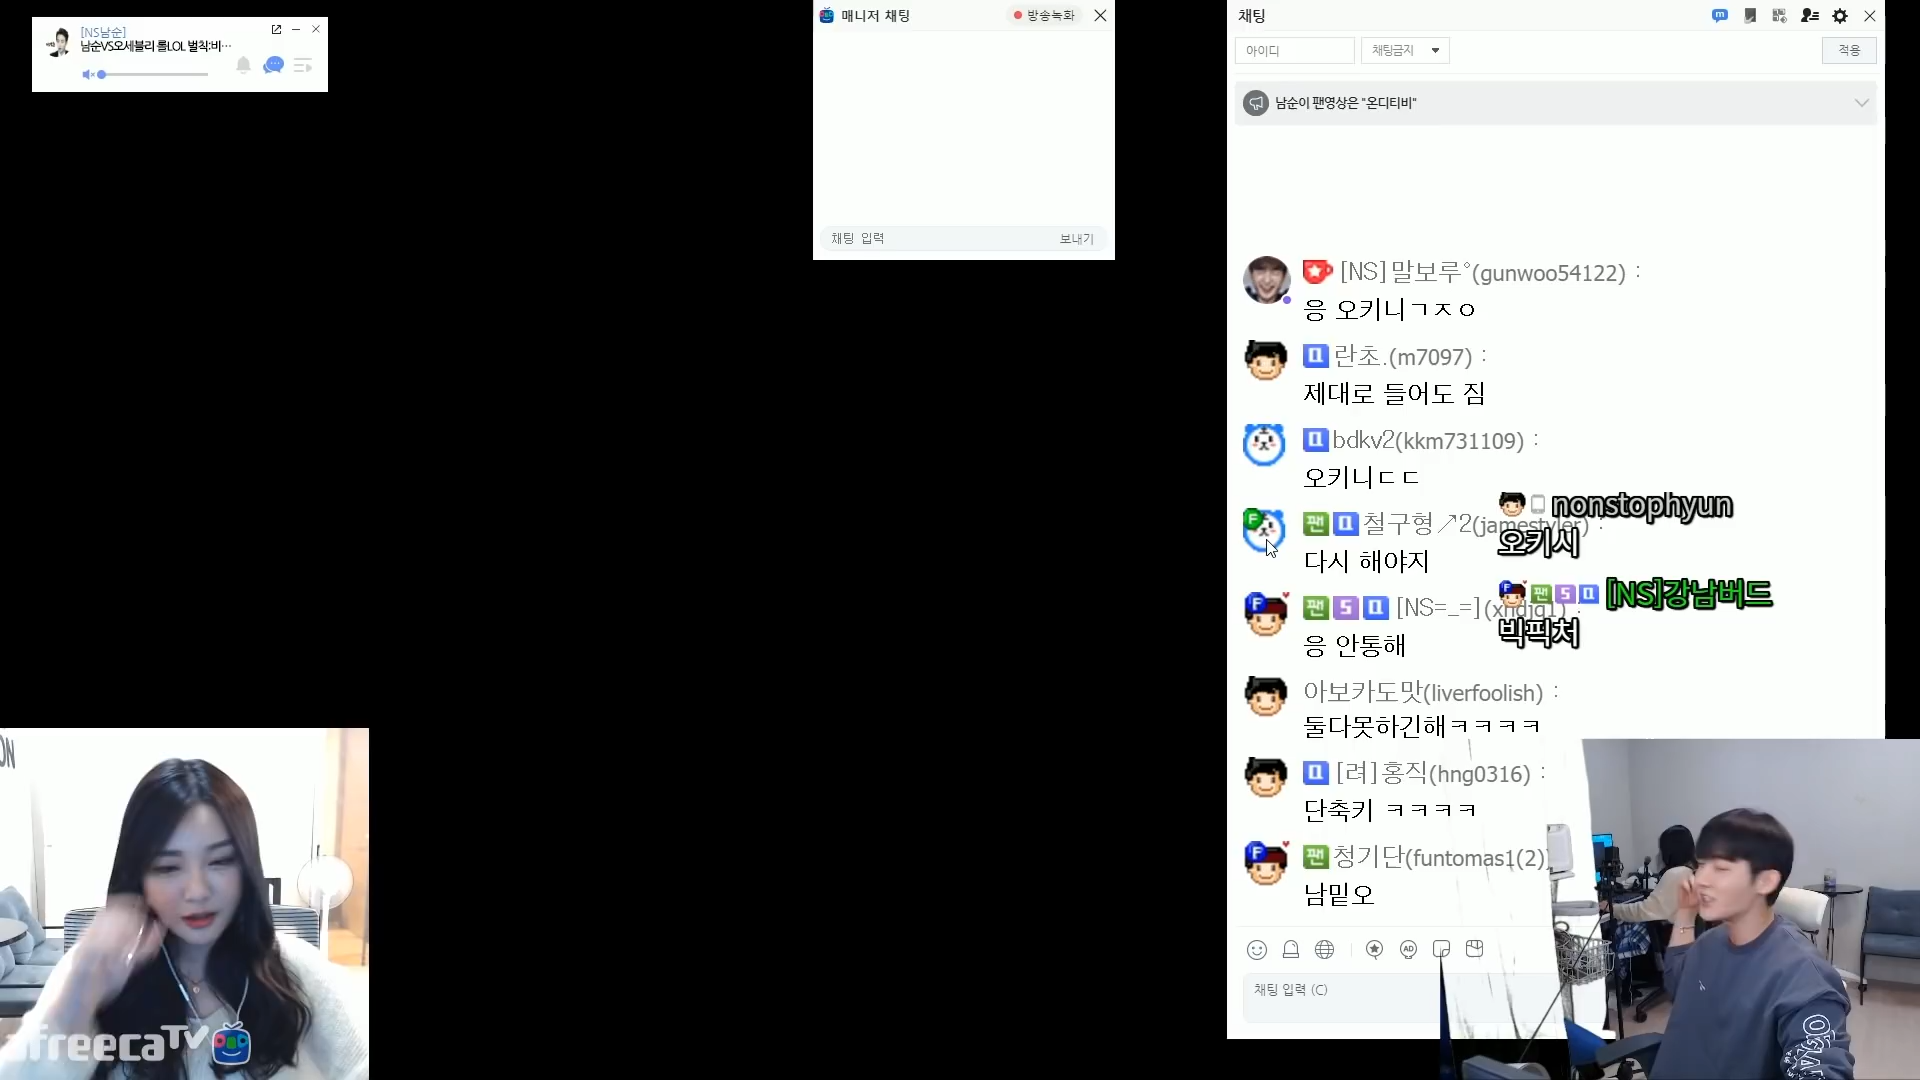 [NS남순]
남순VS오세블리 롤LOL 벌칙:비…
매니저 채팅
방송녹화
채팅 입력
보내기
채팅
아이디
채팅금지
적용
남순이 팬영상은 "온디티비"
[NS]말보루°(gunwoo54122) :
응 오키니ㄱㅈㅇ
란초.(m7097) :
제대로 들어도 짐
bdkv2(kkm731109) :
오키니ㄷㄷ
팬 철구형↗2(jamestyler) :
다시 해야지
팬 S [NS=_=]
응 안통해
아보카도맛(liverfoolish) :
둘다못하긴해ㅋㅋㅋㅋ
[려]홍직(hng0316) :
단축키 ㅋㅋㅋㅋ
팬 청기단(funtomas1(2)
남밑오
nonstophyun
오키시
팬 S [NS]강남버드
빅픽처
채팅 입력 (C)
freecaTV
ON